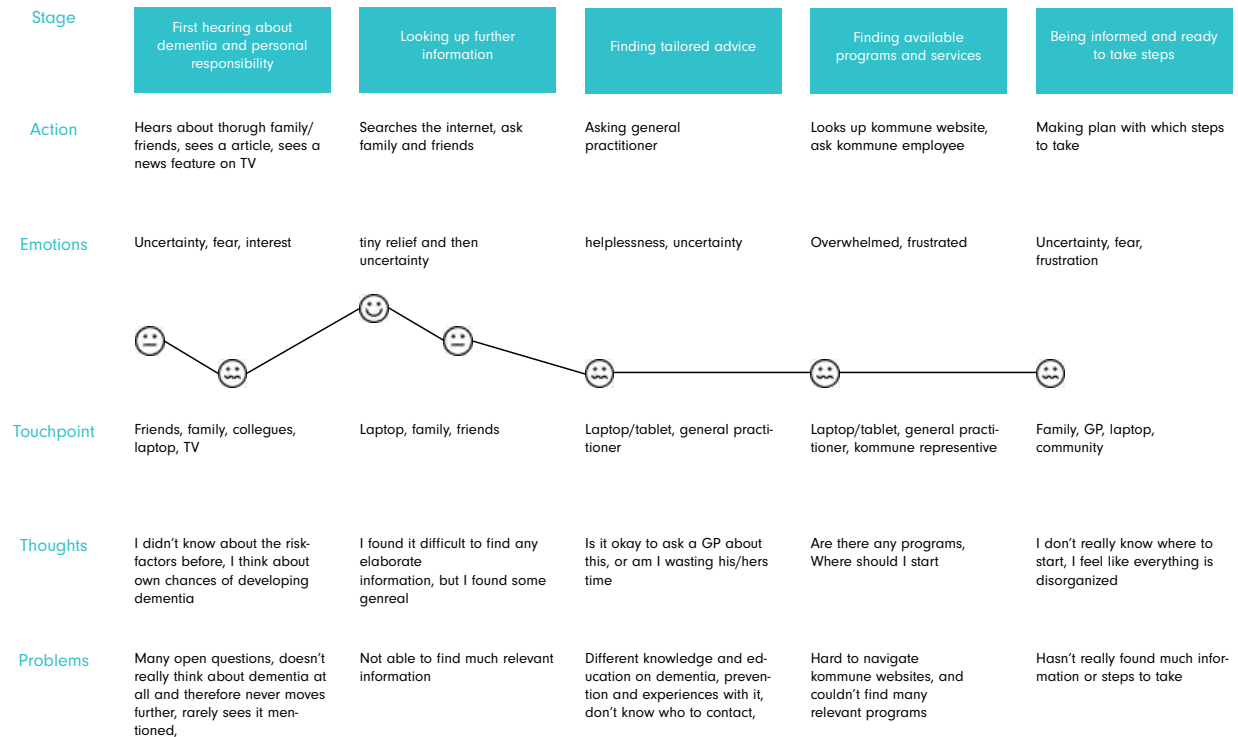 Stage
First hearing about
dementia and personal
responsibility
Looking up further
information
Finding tailored advice
Finding available
programs and services
Being informed and ready
to take steps
Action
Hears about thorugh family/
friends, sees a article, sees a
news feature on TV
Searches the internet, ask
family and friends
Asking general
practitioner
Looks up kommune website,
ask kommune employee
Making plan with which steps
to take
Emotions
Uncertainty, fear, interest
tiny relief and then
uncertainty
helplessness, uncertainty
Overwhelmed, frustrated
Uncertainty, fear,
frustration
Touchpoint
Friends, family, collegues,
laptop, TV
Laptop, family, friends
Laptop/tablet, general practi-
tioner
Laptop/tablet, general practi-
tioner, kommune representive
Family, GP, laptop,
community
Thoughts
I didn't know about the risk-
factors before, I think about
own chances of developing
dementia
I found it difficult to find any
elaborate
information, but I found some
genreal
Is it okay to ask a GP about
this, or am I wasting his/hers
time
Are there any programs,
Where should I start
I don't really know where to
start, I feel like everything is
disorganized
Problems
Many open questions, doesn't
really think about dementia at
all and therefore never moves
further, rarely sees it men-
tioned,
Not able to find much relevant
information
Different knowledge and ed-
ucation on dementia, preven-
tion and experiences with it,
don't know who to contact,
Hard to navigate
kommune websites, and
couldn't find many
relevant programs
Hasn't really found much infor-
mation or steps to take